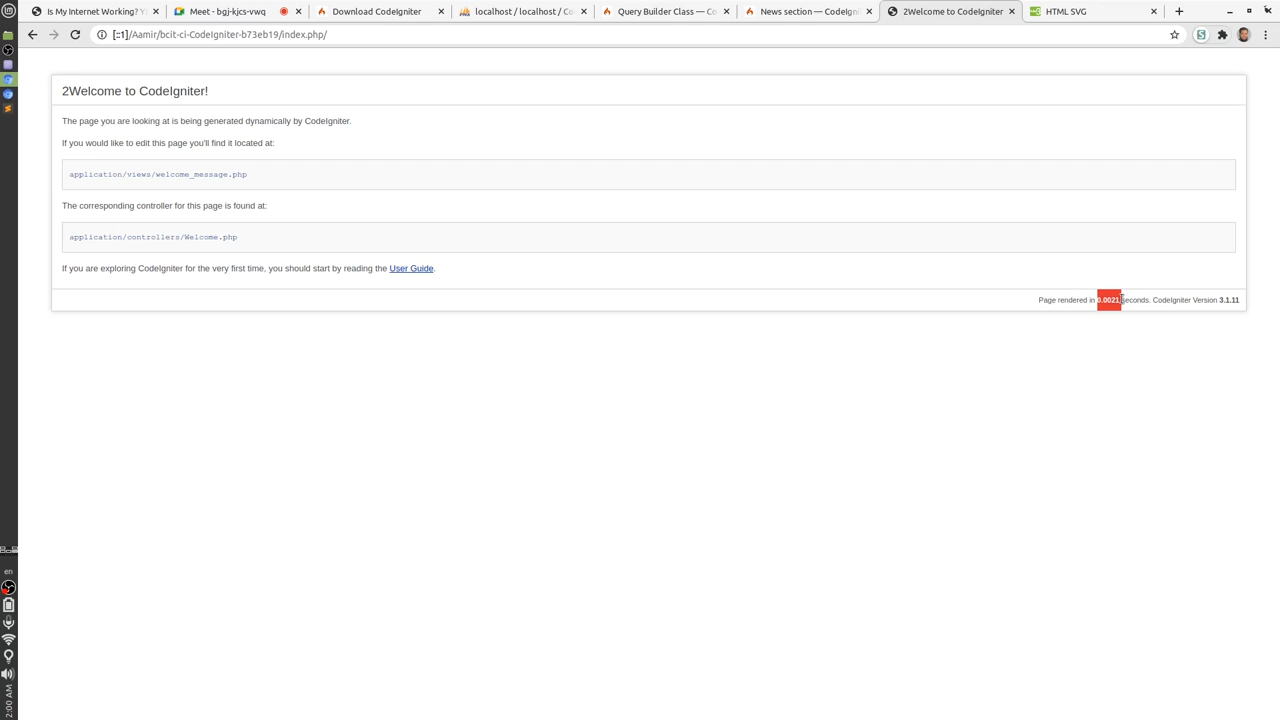 Is My Internet Working? Y
Meet - bgj-kjcs-vwq
Download CodeIgniter
localhost / localhost / Co
Query Builder Class — Co
News section — CodeIgni
2Welcome to CodeIgniter
HTML SVG
[::1]/Aamir/bcit-ci-CodeIgniter-b73eb19/index.php/
2Welcome to CodeIgniter!
The page you are looking at is being generated dynamically by CodeIgniter.
If you would like to edit this page you'll find it located at:
application/views/welcome_message.php
The corresponding controller for this page is found at:
application/controllers/Welcome.php
If you are exploring CodeIgniter for the very first time, you should start by reading the User Guide.
Page rendered in 0.0021 seconds. CodeIgniter Version 3.1.11
en
2:00 AM